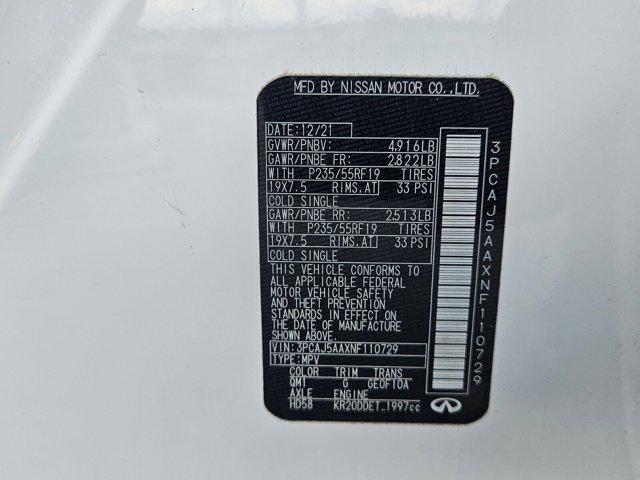 MFD BY NISSAN MOTOR CO.,LTD.
DATE: 12/21
GVWR/PNBV: 4,916LB
GAWR/PNBE FR: 2,822LB
WITH P235/55RF19 TIRES
19X7.5 RIMS.AT 33 PSI
COLD SINGLE
GAWR/PNBE RR: 2,513LB
WITH P235/55RF19 TIRES
19X7.5 RIMS.AT 33 PSI
COLD SINGLE
THIS VEHICLE CONFORMS TO
ALL APPLICABLE FEDERAL
MOTOR VEHICLE SAFETY
AND THEFT PREVENTION
STANDARDS IN EFFECT ON
THE DATE OF MANUFACTURE
SHOWN ABOVE.
VIN: 3PCAJ5AAXNF110729
TYPE: MPV
COLOR TRIM TRANS
QM1 G GE0F10A
AXLE ENGINE
HD58 KR20DDET 1997cc
3PCAJ5AAXNF110729